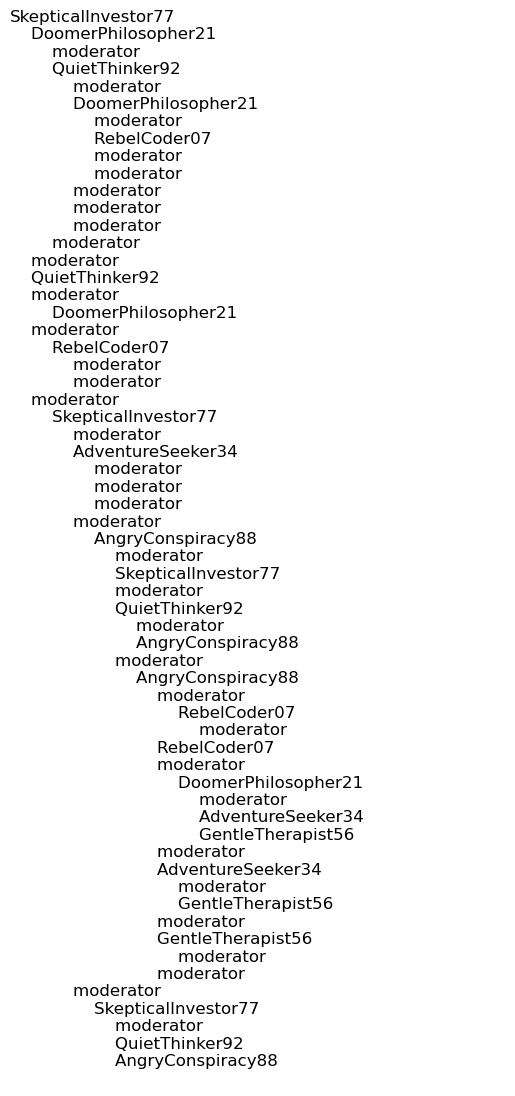 SkepticalInvestor77
DoomerPhilosopher21
moderator
QuietThinker92
moderator
DoomerPhilosopher21
moderator
RebelCoder07
moderator
moderator
moderator
moderator
moderator
moderator
moderator
QuietThinker92
moderator
DoomerPhilosopher21
moderator
RebelCoder07
moderator
moderator
moderator
SkepticalInvestor77
moderator
AdventureSeeker34
moderator
moderator
moderator
moderator
AngryConspiracy88
moderator
SkepticalInvestor77
moderator
QuietThinker92
moderator
AngryConspiracy88
moderator
AngryConspiracy88
moderator
RebelCoder07
moderator
RebelCoder07
moderator
DoomerPhilosopher21
moderator
AdventureSeeker34
GentleTherapist56
moderator
AdventureSeeker34
moderator
GentleTherapist56
moderator
GentleTherapist56
moderator
moderator
moderator
SkepticalInvestor77
moderator
QuietThinker92
AngryConspiracy88